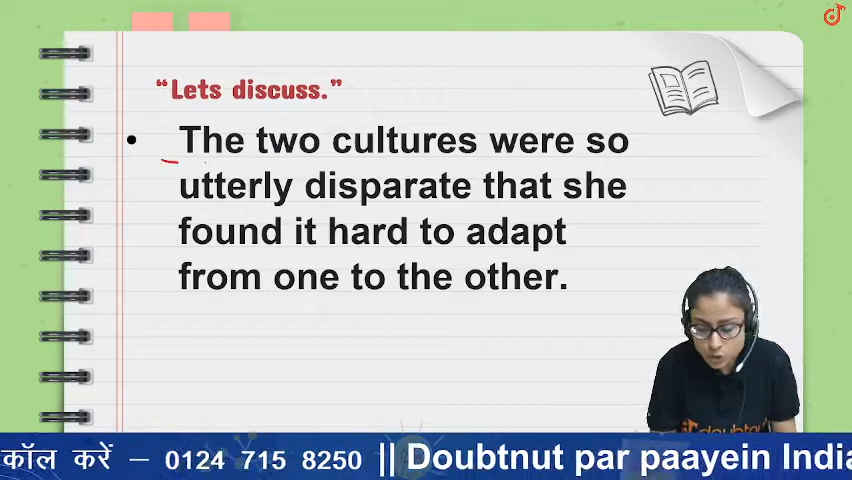 “Lets discuss.”
• The two cultures were so
utterly disparate that she
found it hard to adapt
from one to the other.
doubtnut
कॉल करें – 0124 715 8250 || Doubtnut par paayein India